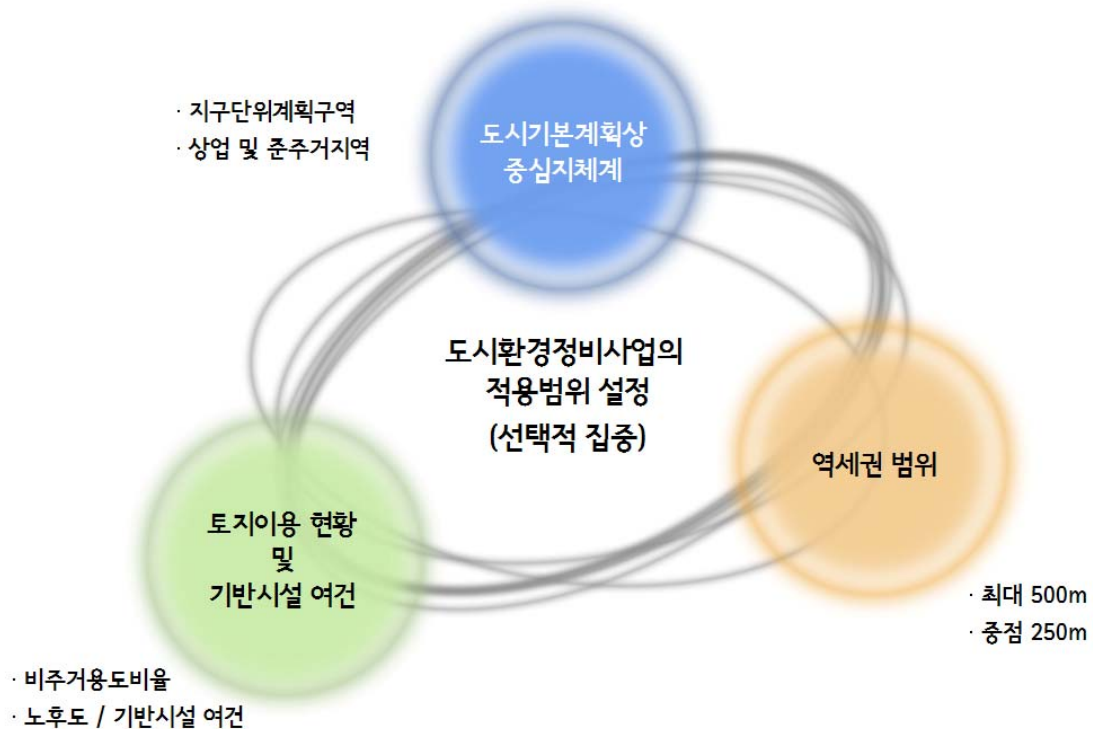 · 지구단위계획구역
· 상업 및 준주거지역
도시기본계획상
중심지체계
도시환경정비사업의
적용범위 설정
(선택적 집중)
역세권 범위
· 최대 500m
· 중점 250m
토지이용 현황
및
기반시설 여건
· 비주거용도비율
· 노후도 / 기반시설 여건